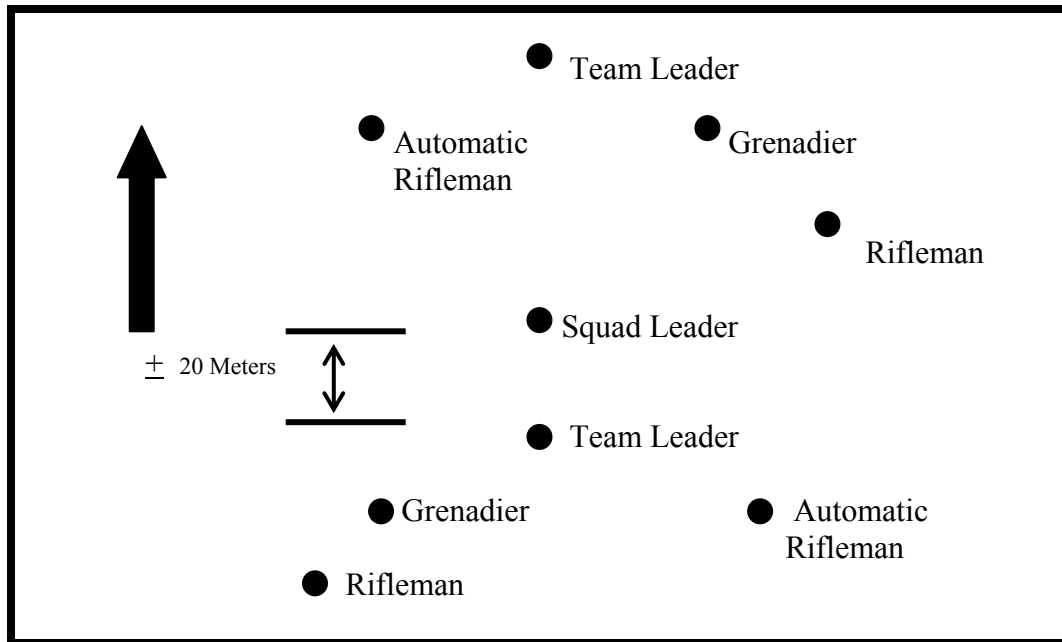 Team Leader
Automatic
Rifleman
Grenadier
Rifleman
Squad Leader
± 20 Meters
Team Leader
Grenadier
Automatic
Rifleman
Rifleman